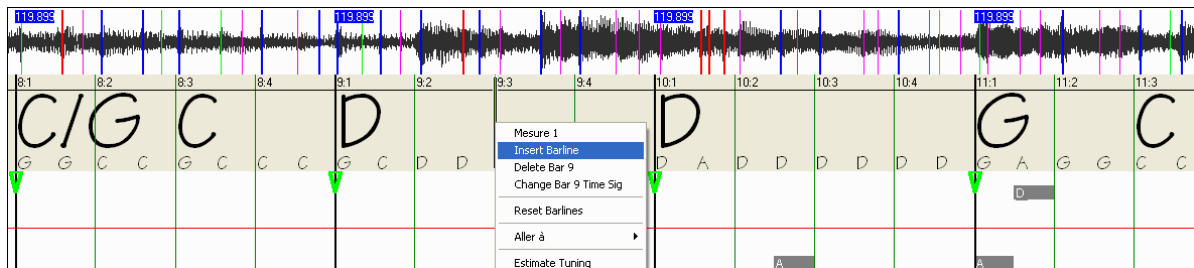 119.899 119.899 119.899 119.899
8:1 8:2 8:3 8:4 9:1 9:2 9:3 9:4 10:1 10:2 10:3 10:4 11:1 11:2 11:3
C/G C D D G C
G G C C G C C C G C D D D A D D D D D G A G G C C
Mesure 1
Insert Barline
Delete Bar 9
Change Bar 9 Time Sig
Reset Barlines
Aller à
Estimate Tuning
D
A A